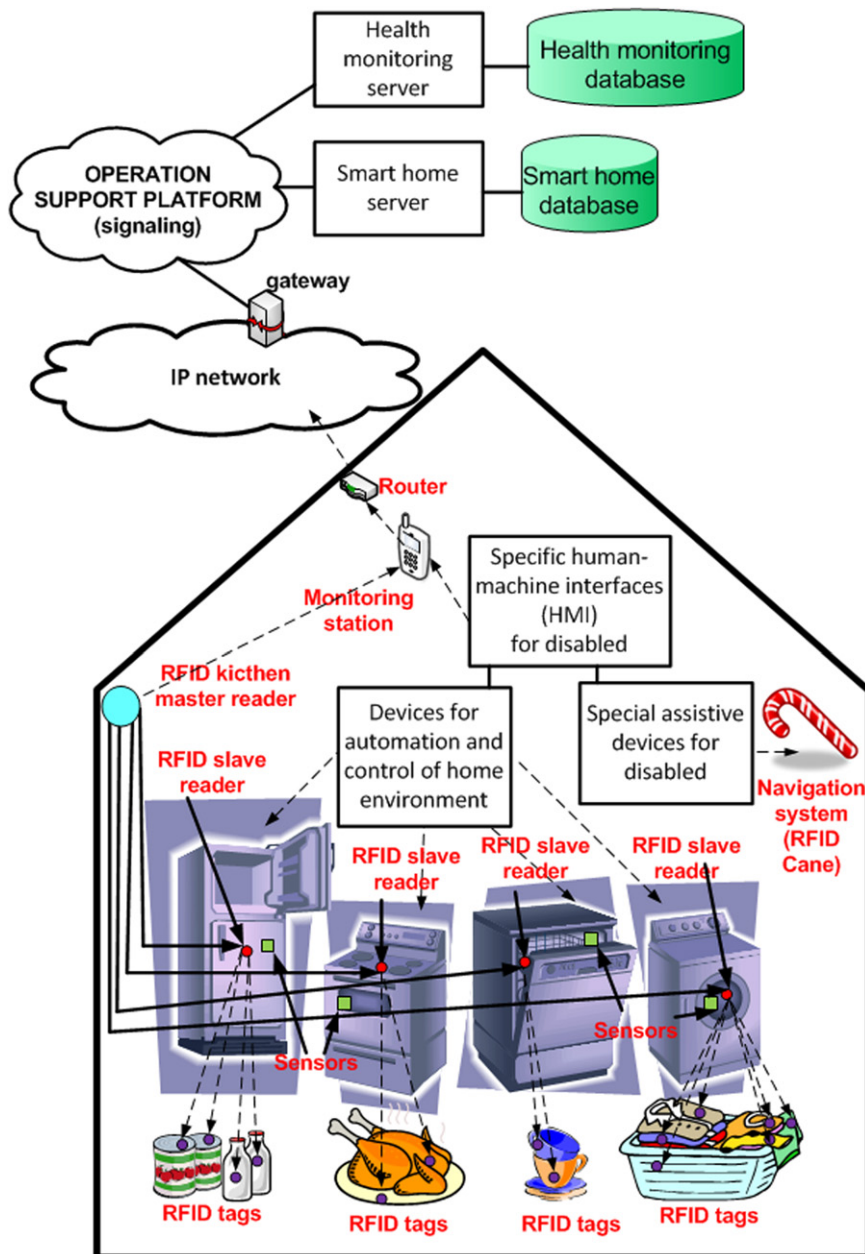 Health
monitoring
server
Health monitoring
database
OPERATION
SUPPORT PLATFORM
(signaling)
Smart home
server
Smart home
database
gateway
IP network
Router
Monitoring
station
Specific human-
machine interfaces
(HMI)
for disabled
RFID kicthen
master reader
Devices for
automation and
control of home
environment
Special assistive
devices for
disabled
Navigation
system
(RFID
Cane)
RFID slave
reader
RFID slave
reader
RFID slave
reader
RFID slave
reader
Sensors
Sensors
RFID tags
RFID tags
RFID tags
RFID tags